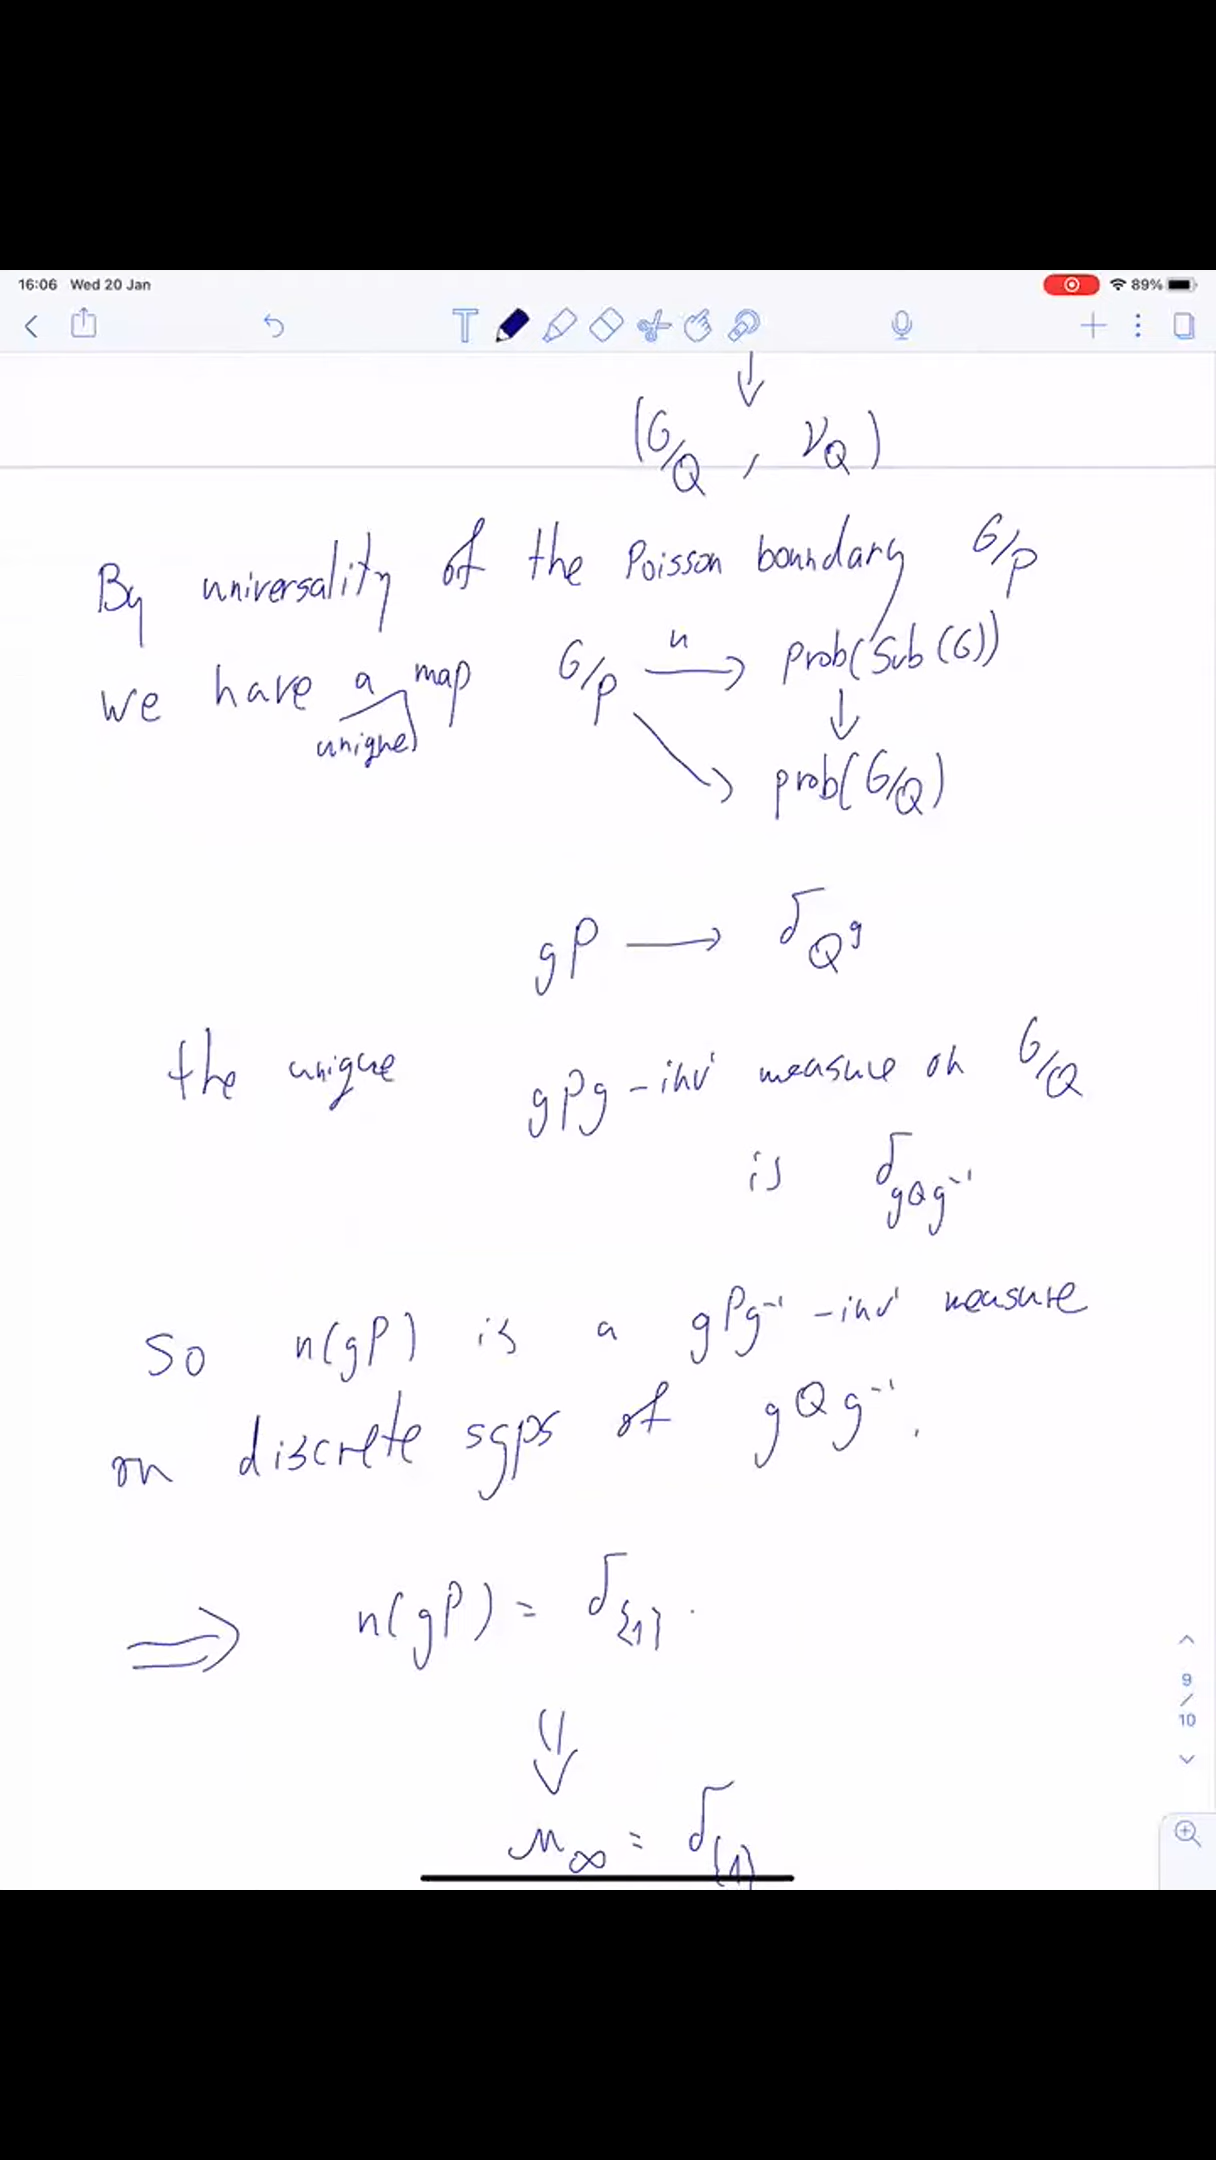 16:06 Wed 20 Jan
89%
T
(G/Q , ν_Q)
By universality of the Poisson boundary G/P
we have a map G/P →^n prob(Sub(G))
unique
↓
prob(G/Q)
gP → δ_{Q^g}
the unique gPg -inv' measure on G/Q
is δ_{gQg^{-1}}
So n(gP) is a gPg^{-1} -inv' measure
on discrete sgps of gQg^{-1}.
⟹ n(gP) = δ_{{1}}.
⇓
μ_∞ = δ_{{1}}
9
/
10